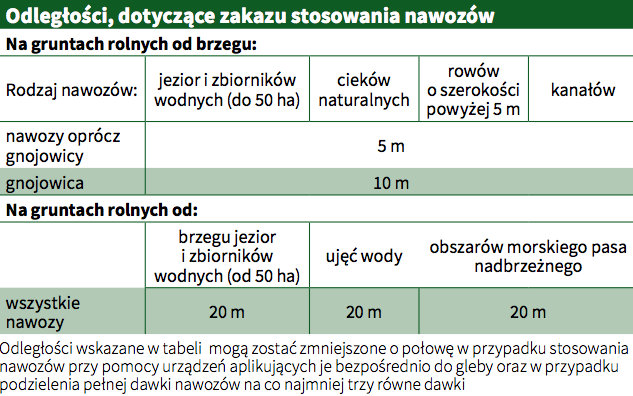 Odległości, dotyczące zakazu stosowania nawozów
Na gruntach rolnych od brzegu:
Rodzaj nawozów:
jezior i zbiorników
wodnych (do 50 ha)
cieków
naturalnych
rowów
o szerokości
powyżej 5 m
kanałów
nawozy oprócz
gnojowicy
5 m
gnojowica
10 m
Na gruntach rolnych od:
brzegu jezior
i zbiorników
wodnych (od 50 ha)
ujęć wody
obszarów morskiego pasa
nadbrzeżnego
wszystkie
nawozy
20 m
20 m
20 m
Odległości wskazane w tabeli mogą zostać zmniejszone o połowę w przypadku stosowania
nawozów przy pomocy urządzeń aplikujących je bezpośrednio do gleby oraz w przypadku
podzielenia pełnej dawki nawozów na co najmniej trzy równe dawki